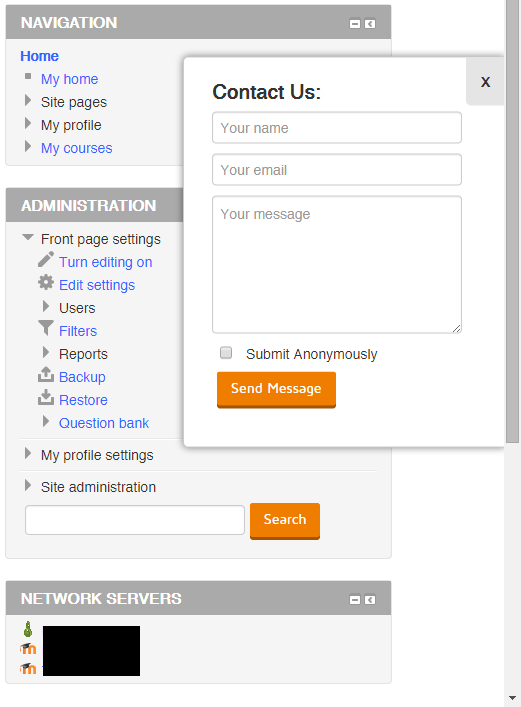 NAVIGATION
Home
My home
Site pages
My profile
My courses
ADMINISTRATION
Front page settings
Turn editing on
Edit settings
Users
Filters
Reports
Backup
Restore
Question bank
My profile settings
Site administration
Search
NETWORK SERVERS
X
Contact Us:
Your name
Your email
Your message
Submit Anonymously
Send Message